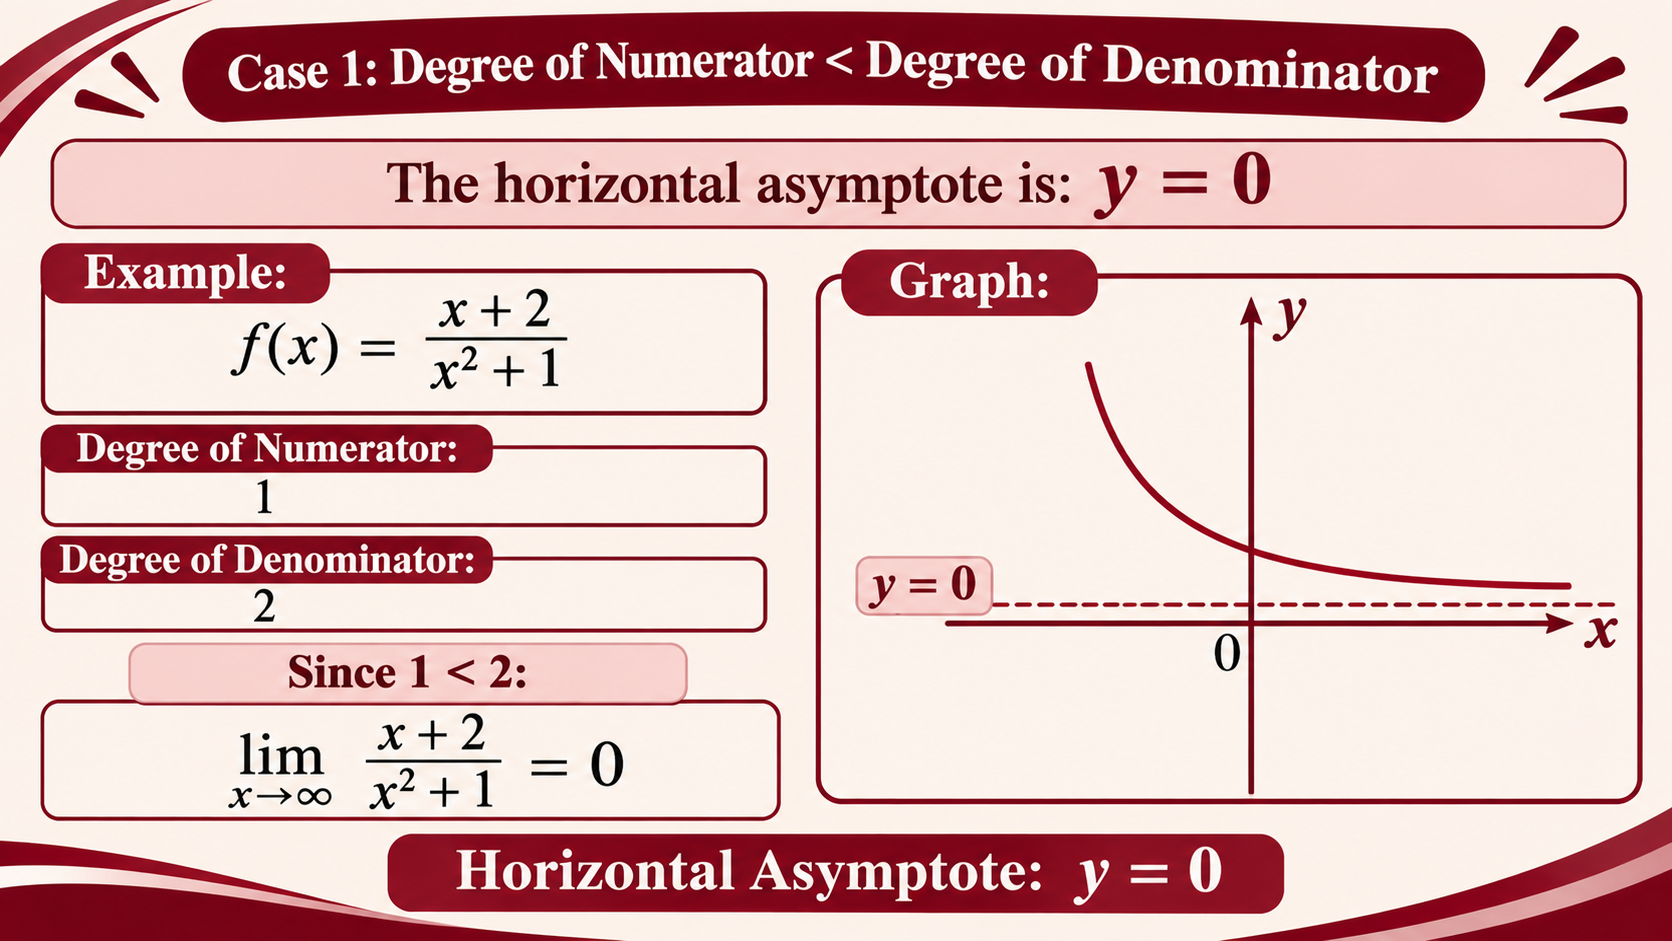 Case 1: Degree of Numerator < Degree of Denominator
The horizontal asymptote is: y = 0
Example:
f(x) = x + 2
x² + 1
Degree of Numerator:
1
Degree of Denominator:
2
Since 1 < 2:
lim x→∞ x + 2
x² + 1 = 0
Graph:
y
y = 0
x
0
Horizontal Asymptote: y = 0